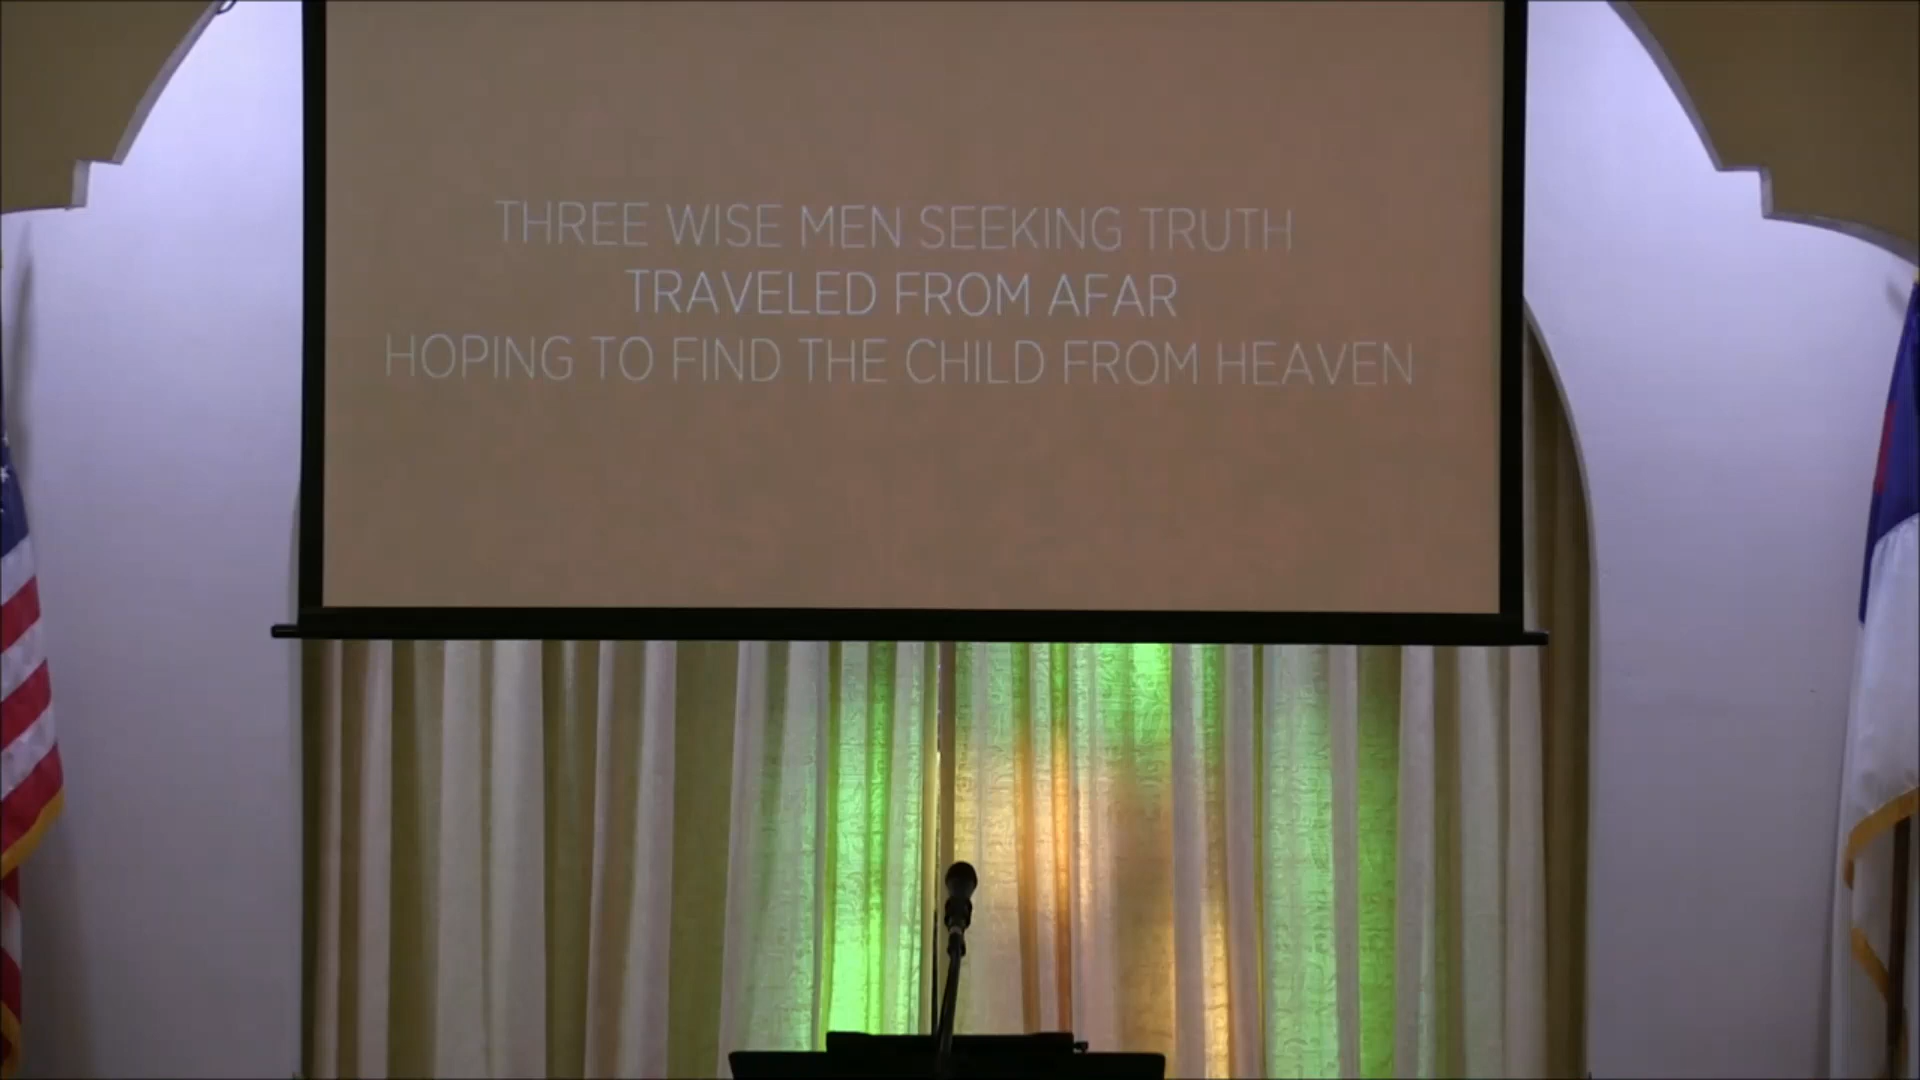 THREE WISE MEN SEEKING TRUTH
TRAVELED FROM AFAR
HOPING TO FIND THE CHILD FROM HEAVEN